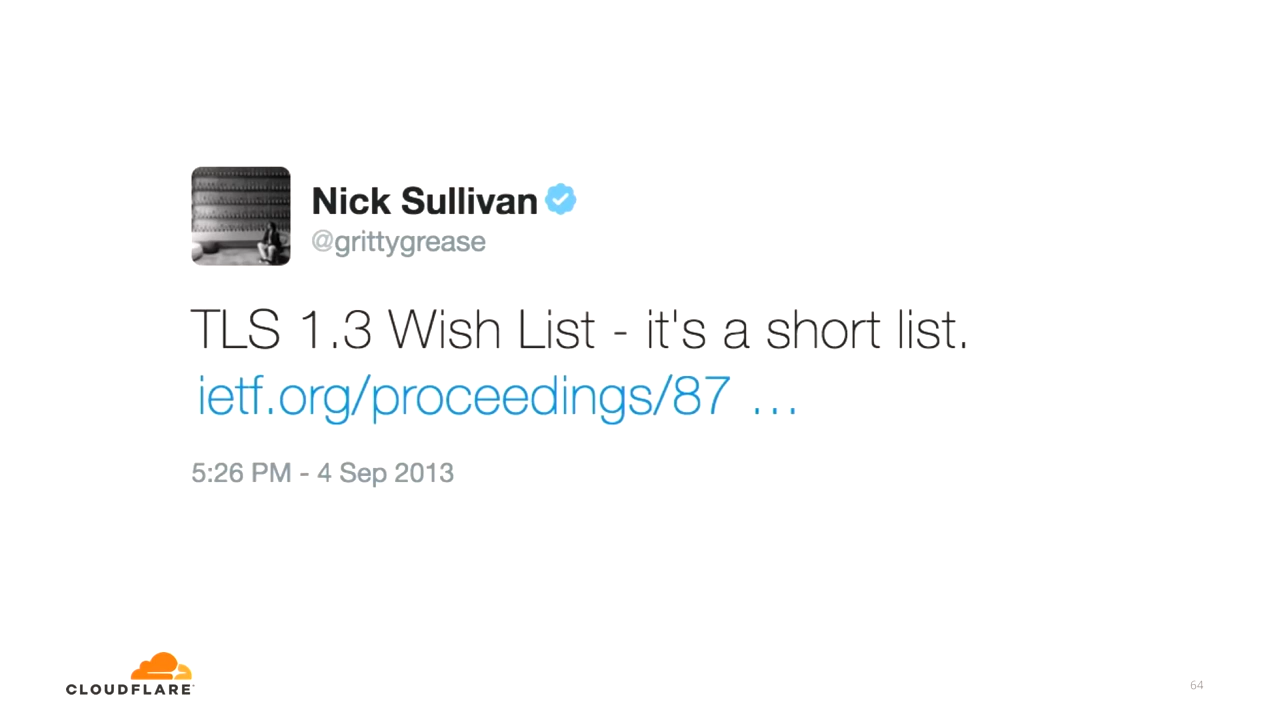 Nick Sullivan
@grittygrease
TLS 1.3 Wish List - it's a short list.
ietf.org/proceedings/87 …
5:26 PM - 4 Sep 2013
CLOUDFLARE
64